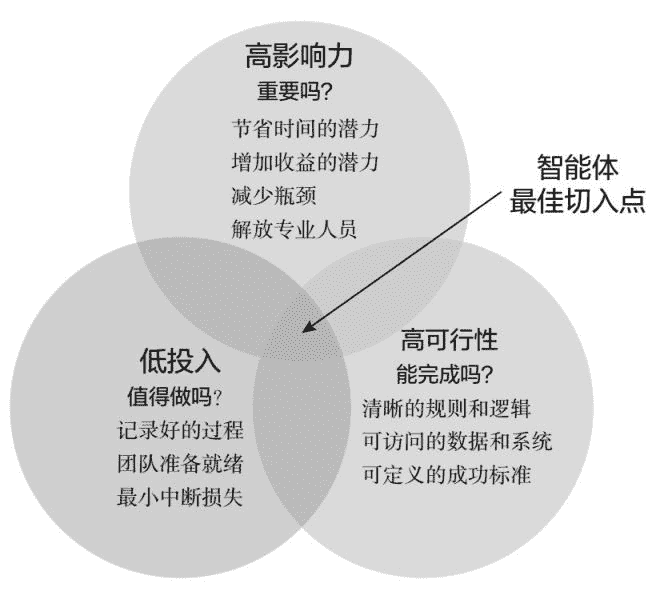 高影响力
重要吗?
节省时间的潜力
增加收益的潜力
减少瓶颈
解放专业人员
智能体
最佳切入点
低投入
值得做吗?
记录好的过程
团队准备就绪
最小中断损失
高可行性
能完成吗?
清晰的规则和逻辑
可访问的数据和系统
可定义的成功标准